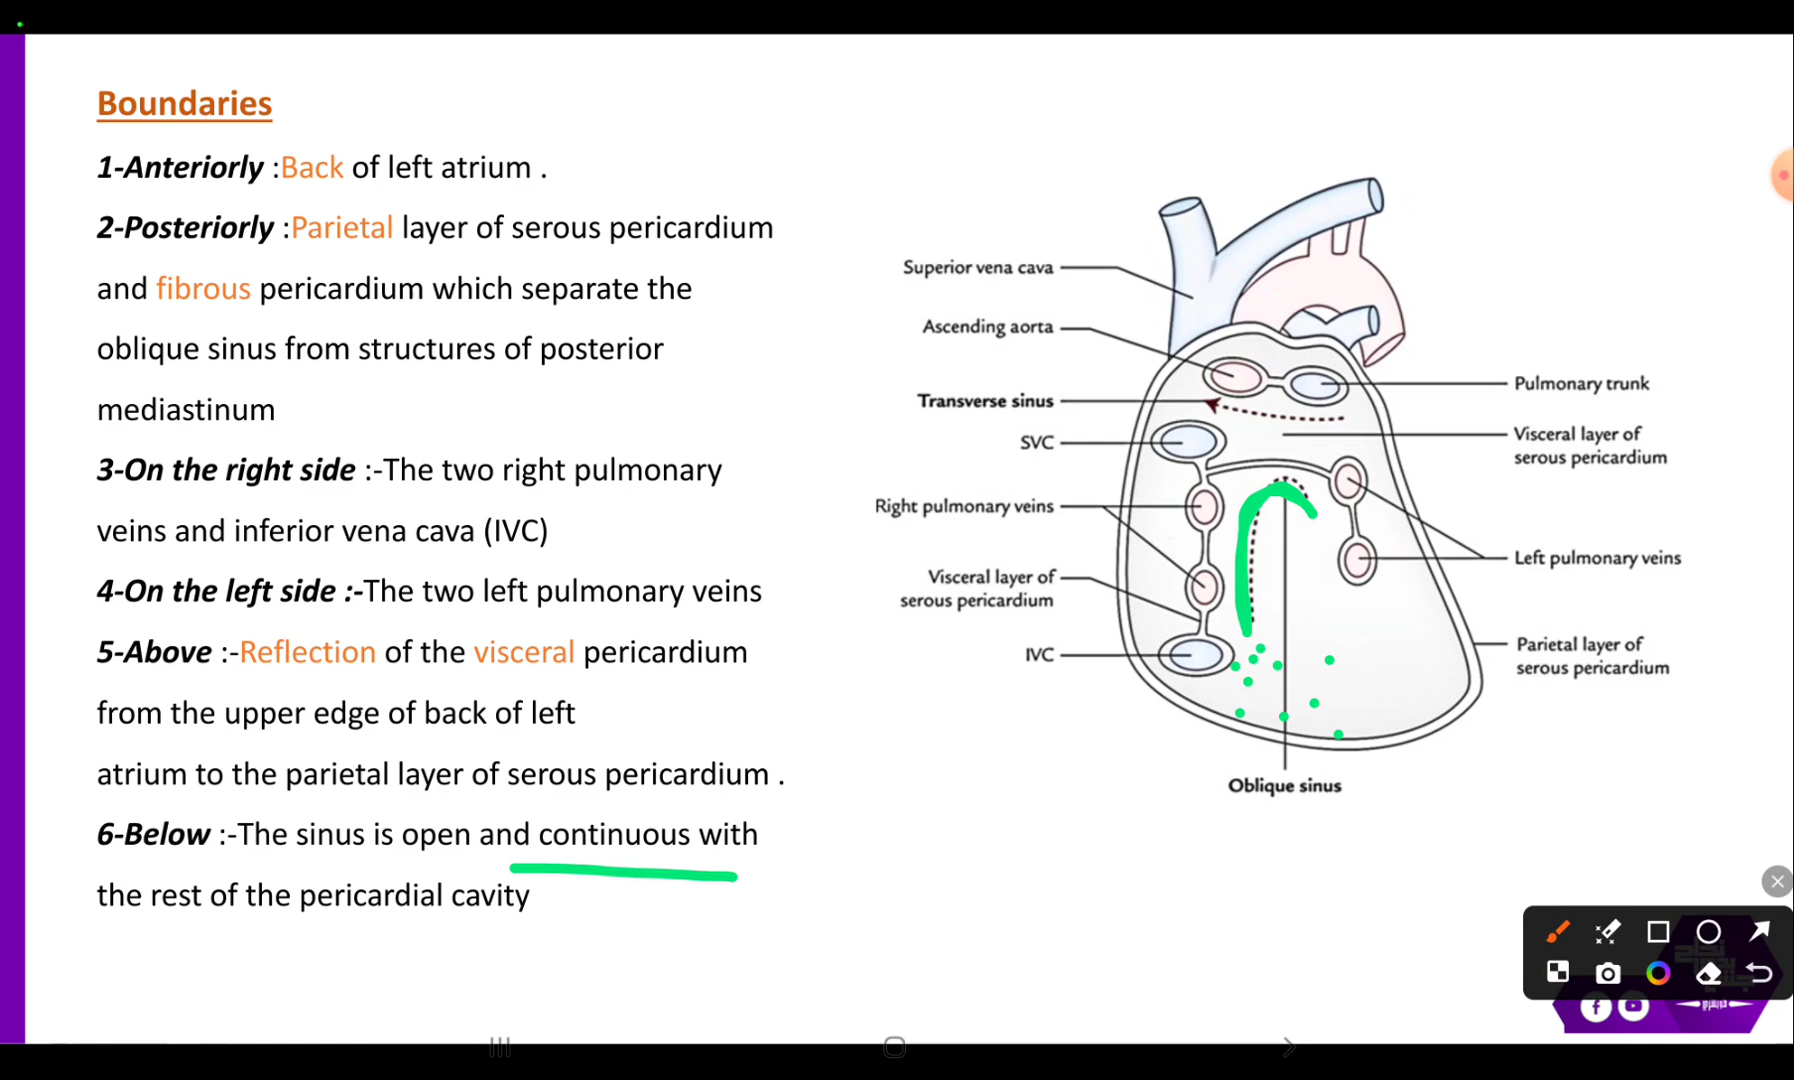 Boundaries
1-Anteriorly :Back of left atrium .
2-Posteriorly :Parietal layer of serous pericardium
and fibrous pericardium which separate the
oblique sinus from structures of posterior
mediastinum
3-On the right side :-The two right pulmonary
veins and inferior vena cava (IVC)
4-On the left side :-The two left pulmonary veins
5-Above :-Reflection of the visceral pericardium
from the upper edge of back of left
atrium to the parietal layer of serous pericardium .
6-Below :-The sinus is open and continuous with
the rest of the pericardial cavity
Superior vena cava
Ascending aorta
Transverse sinus
SVC
Right pulmonary veins
Visceral layer of
serous pericardium
IVC
Pulmonary trunk
Visceral layer of
serous pericardium
Left pulmonary veins
Parietal layer of
serous pericardium
Oblique sinus